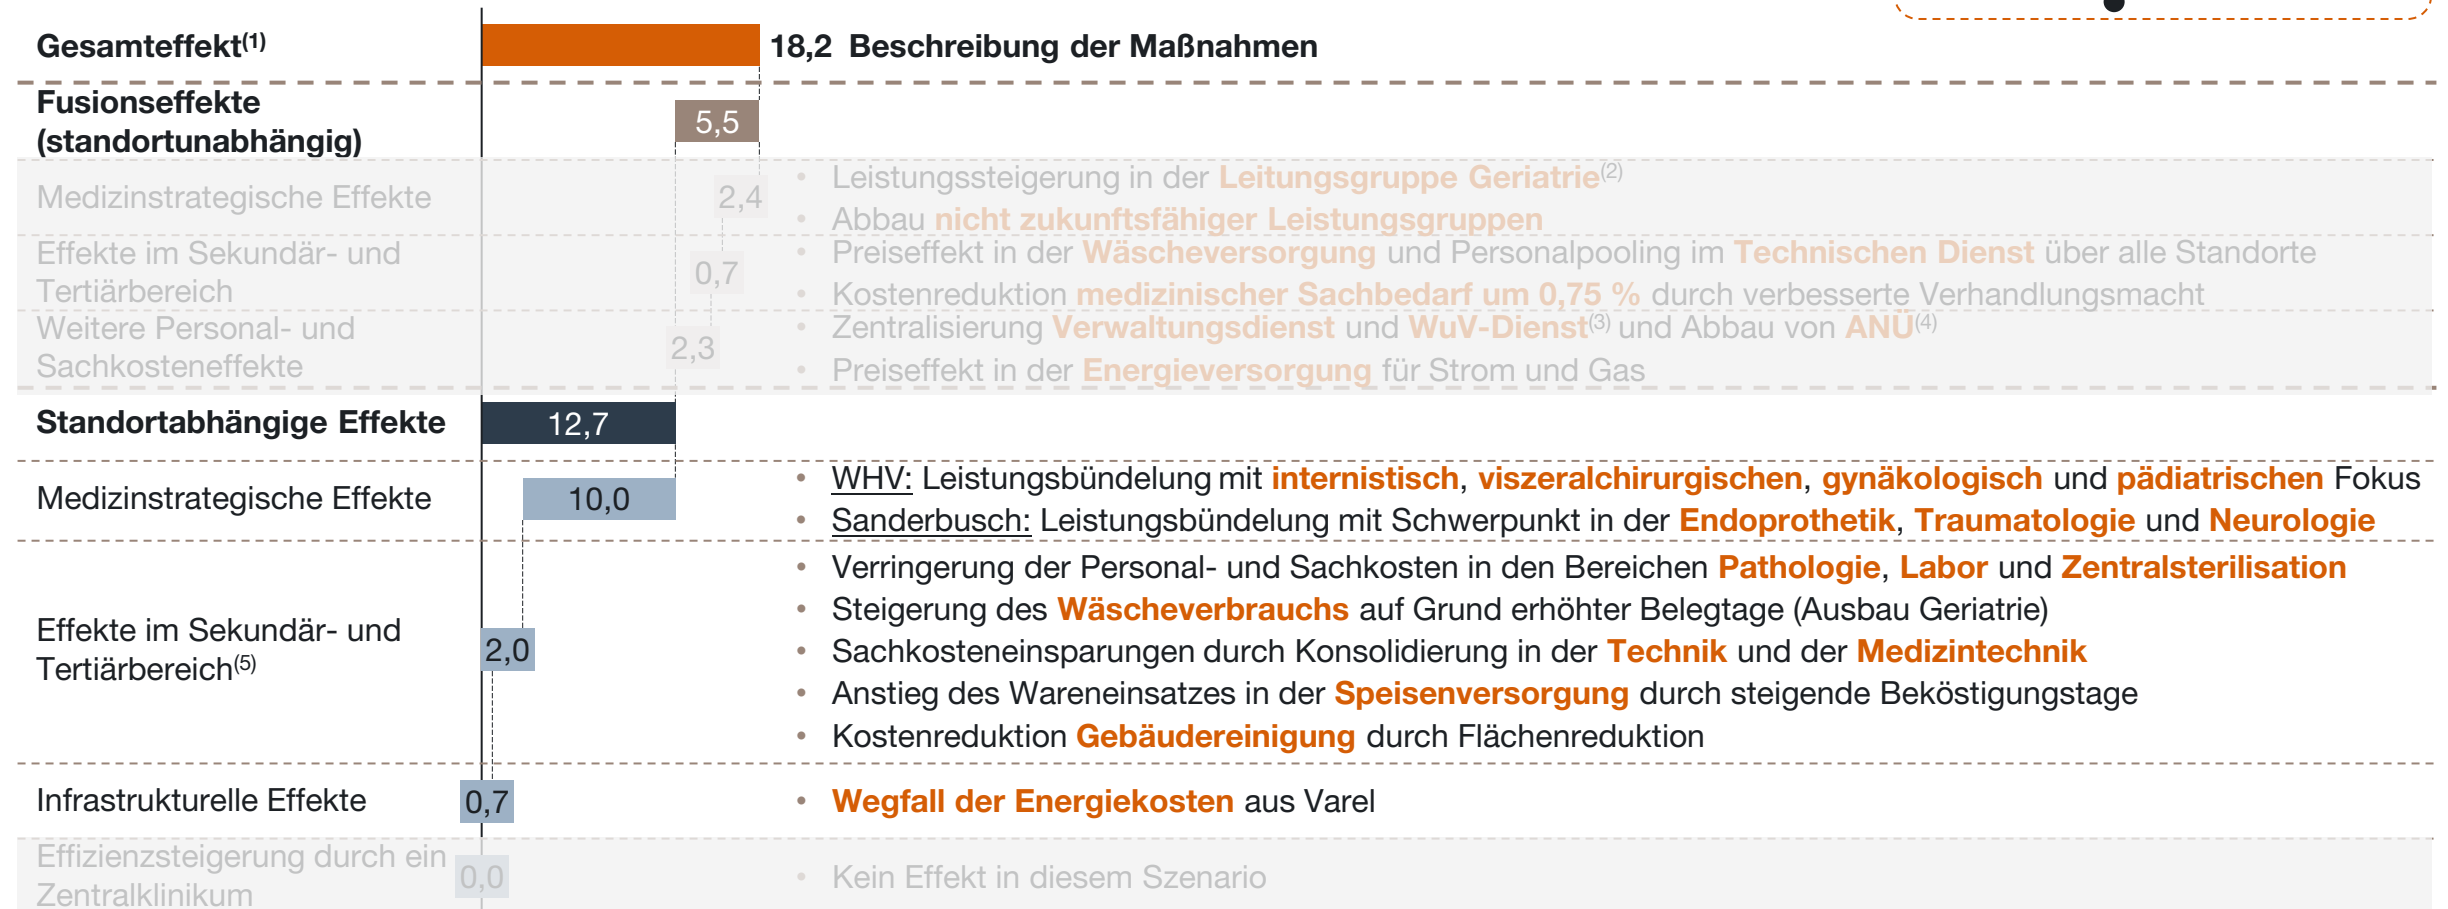 Gesamteffekt(1)
18,2 Beschreibung der Maßnahmen
Fusionseffekte
(standortunabhängig)
5,5
Medizinstrategische Effekte
2,4
• Leistungssteigerung in der Leitungsgruppe Geriatrie(2)
• Abbau nicht zukunftsfähiger Leistungsgruppen
Effekte im Sekundär- und
Tertiärbereich
0,7
• Preiseffekt in der Wäscheversorgung und Personalpooling im Technischen Dienst über alle Standorte
• Kostenreduktion medizinischer Sachbedarf um 0,75 % durch verbesserte Verhandlungsmacht
Weitere Personal- und
Sachkosteneffekte
2,3
• Zentralisierung Verwaltungsdienst und WuV-Dienst(3) und Abbau von ANÜ(4)
• Preiseffekt in der Energieversorgung für Strom und Gas
Standortabhängige Effekte
12,7
Medizinstrategische Effekte
10,0
• WHV: Leistungsbündelung mit internistisch, viszeralchirurgischen, gynäkologisch und pädiatrischen Fokus
• Sanderbusch: Leistungsbündelung mit Schwerpunkt in der Endoprothetik, Traumatologie und Neurologie
Effekte im Sekundär- und
Tertiärbereich(5)
2,0
• Verringerung der Personal- und Sachkosten in den Bereichen Pathologie, Labor und Zentralsterilisation
• Steigerung des Wäscheverbrauchs auf Grund erhöhter Belegtage (Ausbau Geriatrie)
• Sachkosteneinsparungen durch Konsolidierung in der Technik und der Medizintechnik
• Anstieg des Wareneinsatzes in der Speisenversorgung durch steigende Beköstigungstage
• Kostenreduktion Gebäudereinigung durch Flächenreduktion
Infrastrukturelle Effekte
0,7
• Wegfall der Energiekosten aus Varel
Effizienzsteigerung durch ein
Zentralklinikum
0,0
• Kein Effekt in diesem Szenario